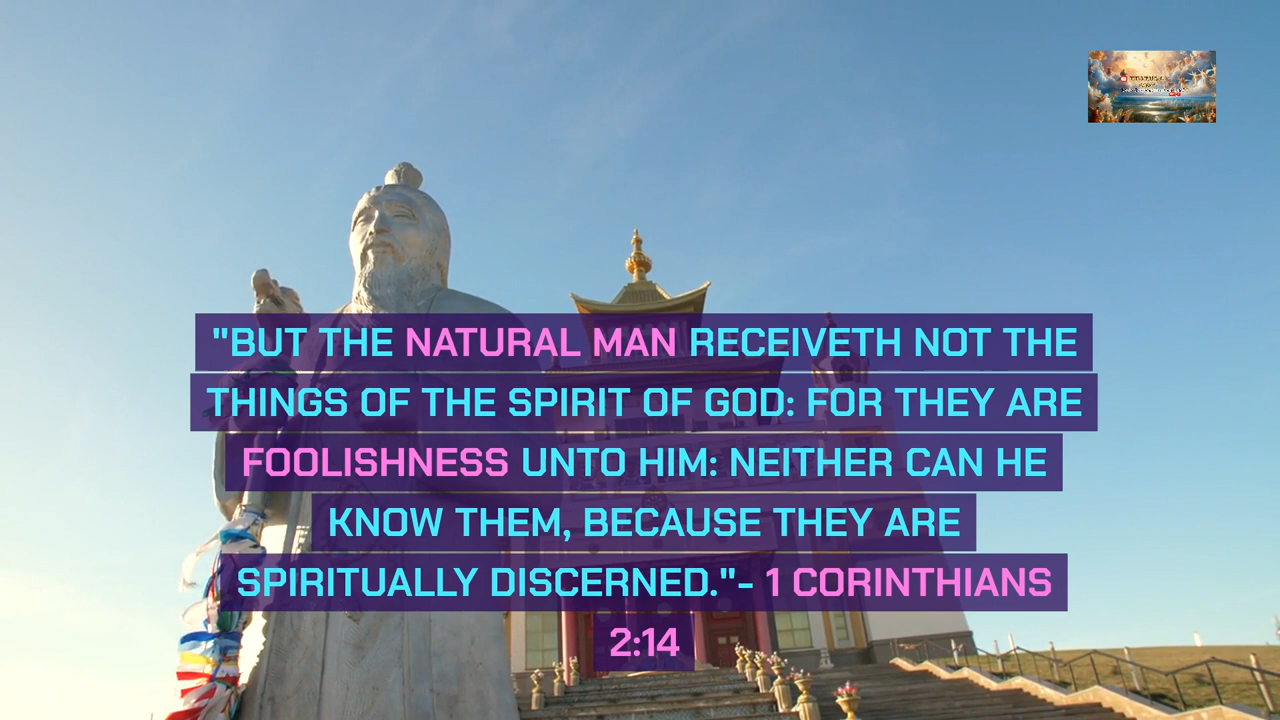 "BUT THE NATURAL MAN RECEIVETH NOT THE
THINGS OF THE SPIRIT OF GOD: FOR THEY ARE
FOOLISHNESS UNTO HIM: NEITHER CAN HE
KNOW THEM, BECAUSE THEY ARE
SPIRITUALLY DISCERNED."- 1 CORINTHIANS
2:14